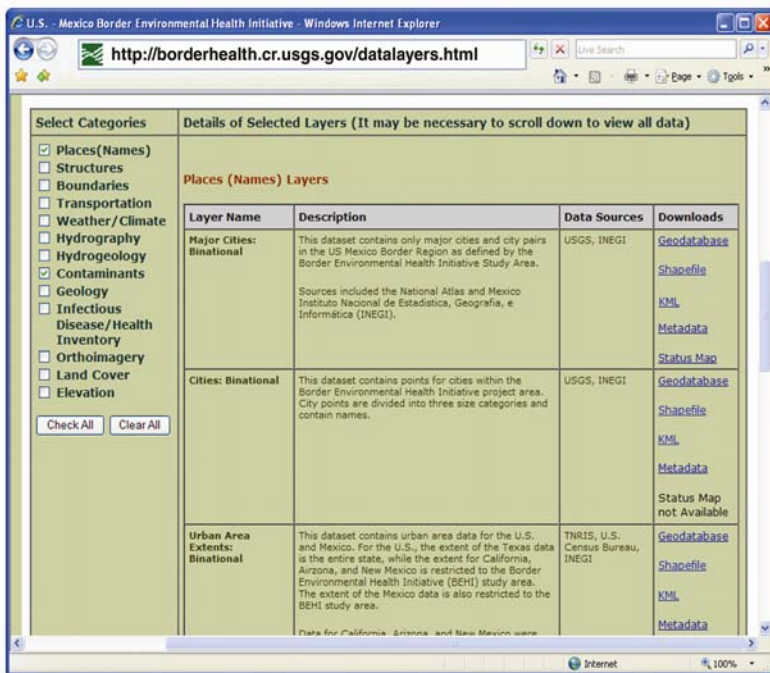 U.S. - Mexico Border Environmental Health Initiative - Windows Internet Explorer
http://borderhealth.cr.usgs.gov/datalayers.html
Live Search
Page
Tools
Select Categories
Places(Names)
Structures
Boundaries
Transportation
Weather/Climate
Hydrography
Hydrogeology
Contaminants
Geology
Infectious
Disease/Health
Inventory
Orthoimagery
Land Cover
Elevation
Check All
Clear All
Details of Selected Layers (It may be necessary to scroll down to view all data)
Places (Names) Layers
Layer Name
Description
Data Sources
Downloads
Major Cities:
Binational
This dataset contains only major cities and city pairs
in the US Mexico Border Region as defined by the
Border Environmental Health Initiative Study Area.
Sources included the National Atlas and Mexico
Instituto Nacional de Estadistica, Geografia, e
Informática (INEGI).
USGS, INEGI
Geodatabase
Shapefile
KML
Metadata
Status Map
Cities: Binational
This dataset contains points for cities within the
Border Environmental Health Initiative project area.
City points are divided into three size categories and
contain names.
USGS, INEGI
Geodatabase
Shapefile
KML
Metadata
Status Map
not Available
Urban Area
Extents:
Binational
This dataset contains urban area data for the U.S.
and Mexico. For the U.S., the extent of the Texas data
is the entire state, while the extent for California,
Airzona, and New Mexico is restricted to the Border
Environmental Health Initiative (BEHI) study area.
The extent of the Mexico data is also restricted to the
BEHI study area.
Data for California, Arizona, and New Mexico were
TNRIS, U.S.
Census Bureau,
INEGI
Geodatabase
Shapefile
KML
Metadata
Internet
100%